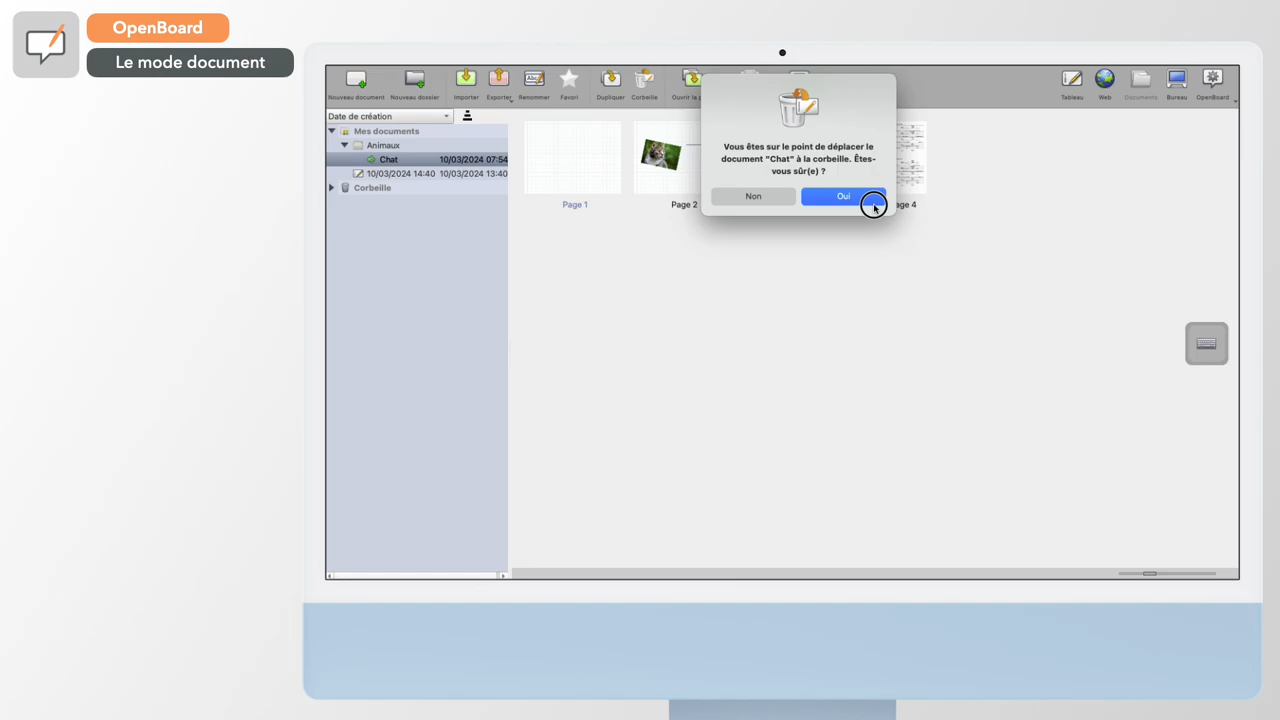 OpenBoard
Le mode document
Nouveau document Nouveau dossier Importer Exporter Renommer Favori Dupliquer Corbeille Ouvrir la Tableau Web Documents Bureau OpenBoard
Date de création
Mes documents
Animaux
Chat 10/03/2024 07:54
10/03/2024 14:40 10/03/2024 13:40
Corbeille
Page 1
Page 2
age 4
Vous êtes sur le point de déplacer le
document "Chat" à la corbeille. Êtes-
vous sûr(e) ?
Non Oui